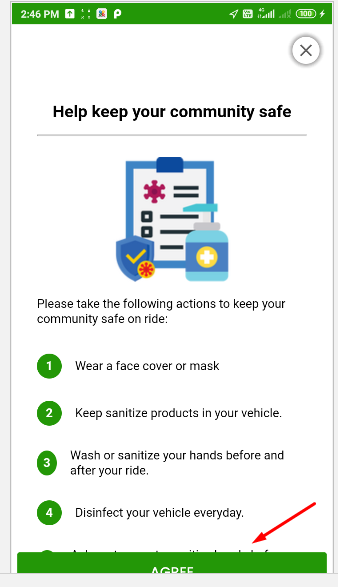 2:46 PM
4G
100
Help keep your community safe
Please take the following actions to keep your
community safe on ride:
1 Wear a face cover or mask
2 Keep sanitize products in your vehicle.
3 Wash or sanitize your hands before and
after your ride.
4 Disinfect your vehicle everyday.
AGREE